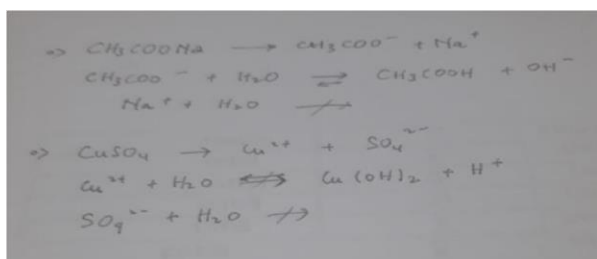 => CH3COONa → CH3COO⁻ + Na⁺
CH3COO⁻ + H2O ⇌ CH3COOH + OH⁻
Na⁺ + H2O ↛
=> CuSO4 → Cu²⁺ + SO4²⁻
Cu²⁺ + H2O ⇌ Cu(OH)2 + H⁺
SO4²⁻ + H2O ↛